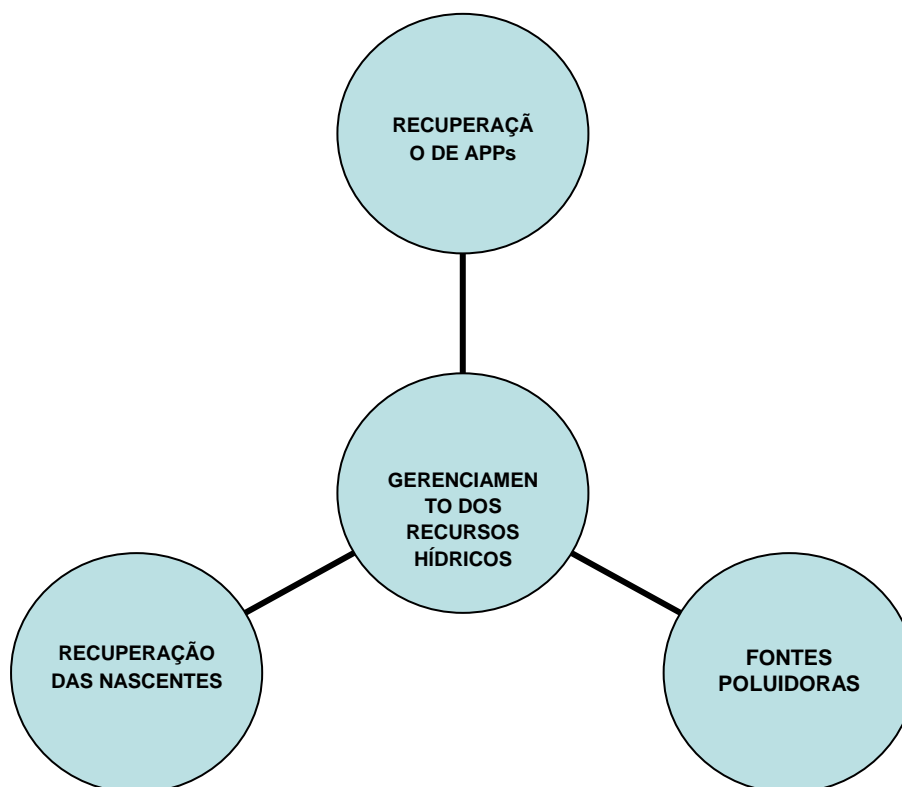 RECUPERAÇÃ
O DE APPs
GERENCIAMEN
TO DOS
RECURSOS
HÍDRICOS
RECUPERAÇÃO
DAS NASCENTES
FONTES
POLUIDORAS